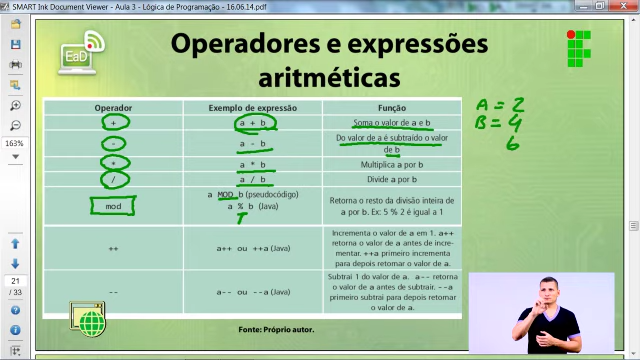 SMART Ink Document Viewer - Aula 3 - Lógica de Programação - 16.06.14.pdf
EaD
Operadores e expressões
aritméticas
Operador Exemplo de expressão Função
+ a + b Soma o valor de a e b
- a - b Do valor de a é subtraído o valor
de b
* a * b Multiplica a por b
/ a / b Divide a por b
mod a MOD b (pseudocódigo)
a % b (Java)
Retorna o resto da divisão inteira de
a por b. Ex: 5 % 2 é igual a 1
++ a++ ou ++a (Java)
Incrementa o valor de a em 1. a++
retorna o valor de a antes de incre-
mentar. ++a primeiro incrementa
para depois retomar o valor de a.
-- a-- ou --a (Java)
Subtrai 1 do valor de a. a-- retorna
o valor de a antes de subtrair. --a
primeiro subtrai para depois retomar
o valor de a.
Fonte: Próprio autor.
A = 2
B = 4
6
163%
21
/ 33